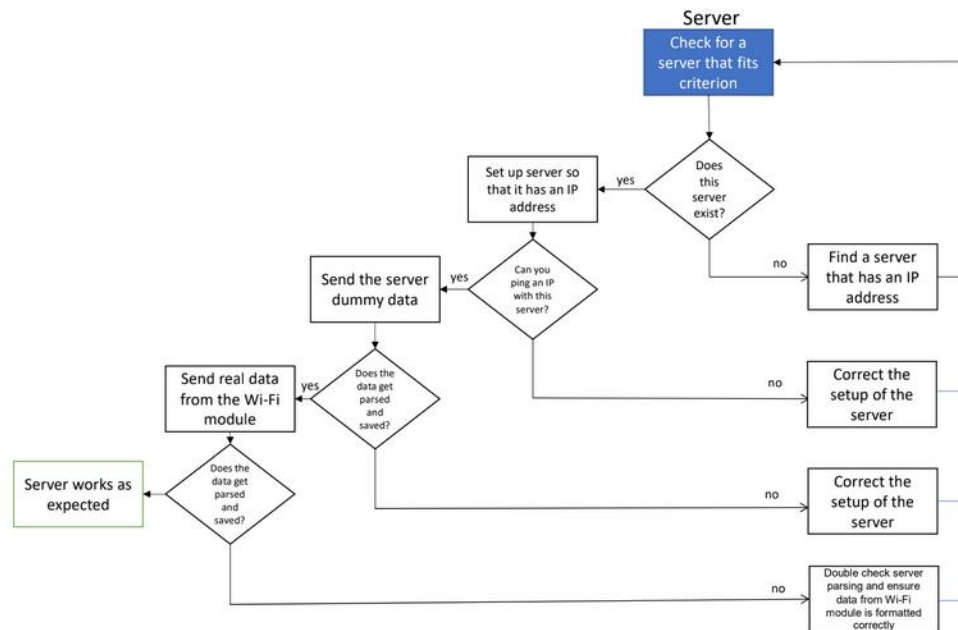 Server
Check for a
server that fits
criterion
Does
this
server
exist?
yes
Set up server so
that it has an IP
address
no
Find a server
that has an IP
address
Can you
ping an IP
with this
server?
yes
Send the server
dummy data
no
Correct the
setup of the
server
Does the
data get
parsed
and
saved?
yes
Send real data
from the Wi-Fi
module
no
Correct the
setup of the
server
Does the
data get
parsed
and
saved?
Server works as
expected
no
Double check server
parsing and ensure
data from Wi-Fi
module is formatted
correctly